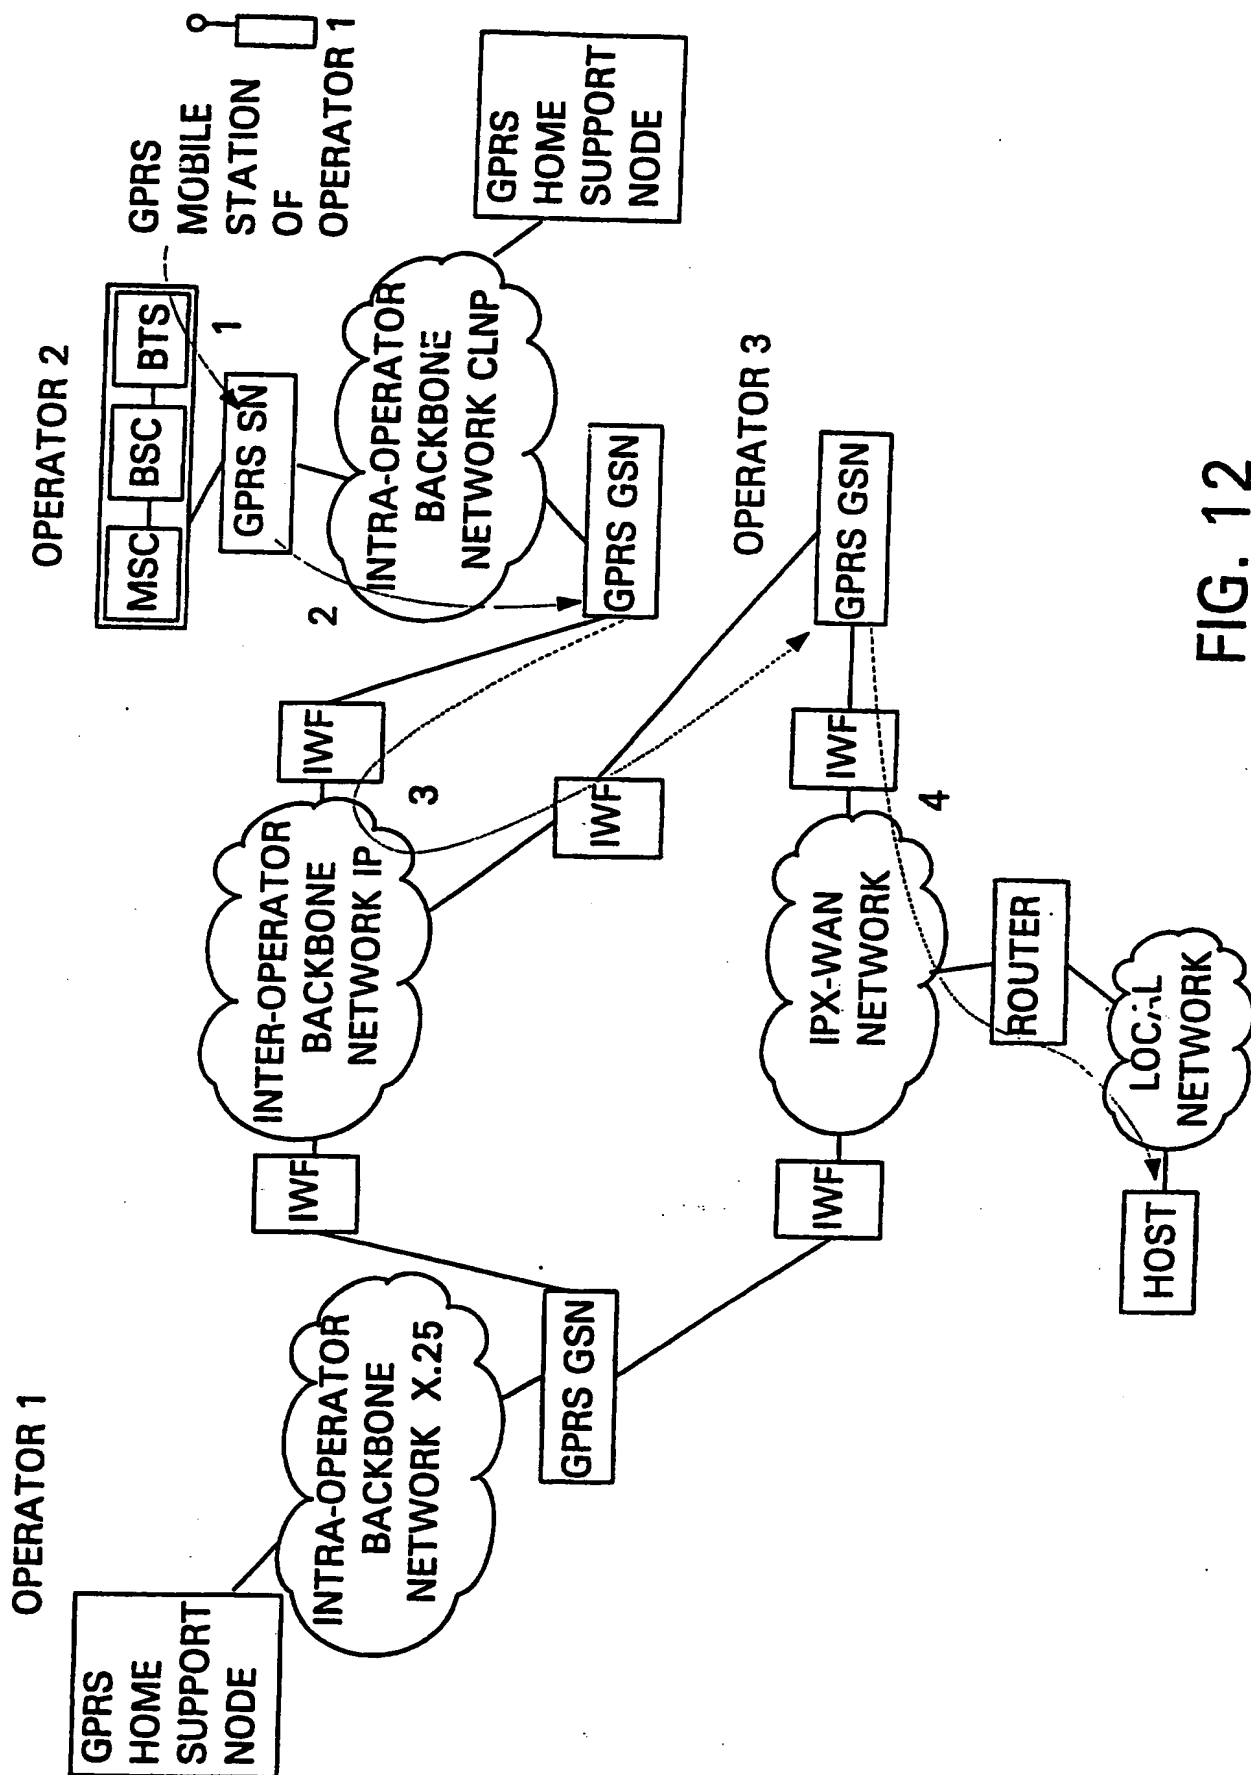 OPERATOR 1
GPRS
HOME
SUPPORT
NODE
INTRA-OPERATOR
BACKBONE
NETWORK X.25
GPRS GSN
IWF
INTER-OPERATOR
BACKBONE
NETWORK IP
IWF
3
IWF
OPERATOR 2
MSC
BSC
BTS
1
GPRS SN
2
GPRS
MOBILE
STATION
OF
OPERATOR 1
INTRA-OPERATOR
BACKBONE
NETWORK CLNP
GPRS
HOME
SUPPORT
NODE
GPRS GSN
OPERATOR 3
GPRS GSN
IWF
4
IPX-WAN
NETWORK
IWF
ROUTER
LOCAL
NETWORK
HOST
FIG. 12